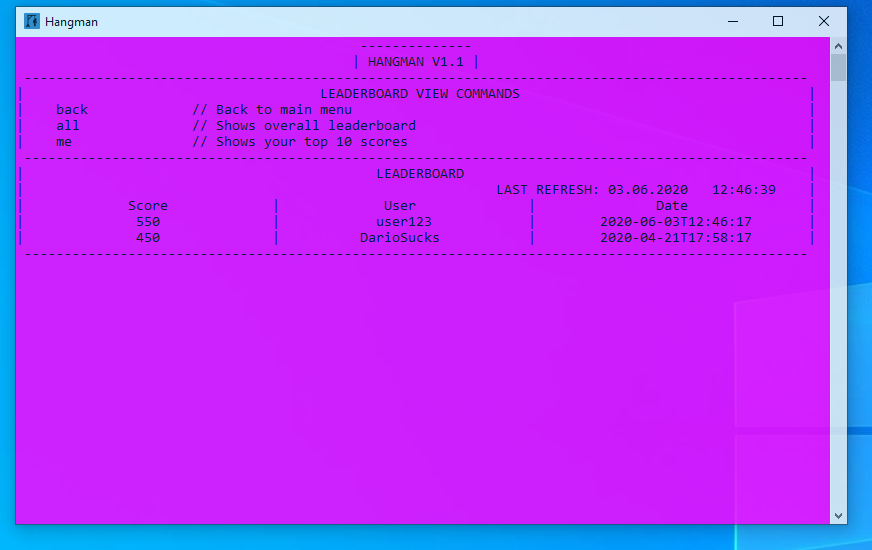 Hangman
HANGMAN V1.1
LEADERBOARD VIEW COMMANDS
back // Back to main menu
all // Shows overall leaderboard
me // Shows your top 10 scores
LEADERBOARD
LAST REFRESH: 03.06.2020 12:46:39
Score | User | Date
550 | user123 | 2020-06-03T12:46:17
450 | DarioSucks | 2020-04-21T17:58:17